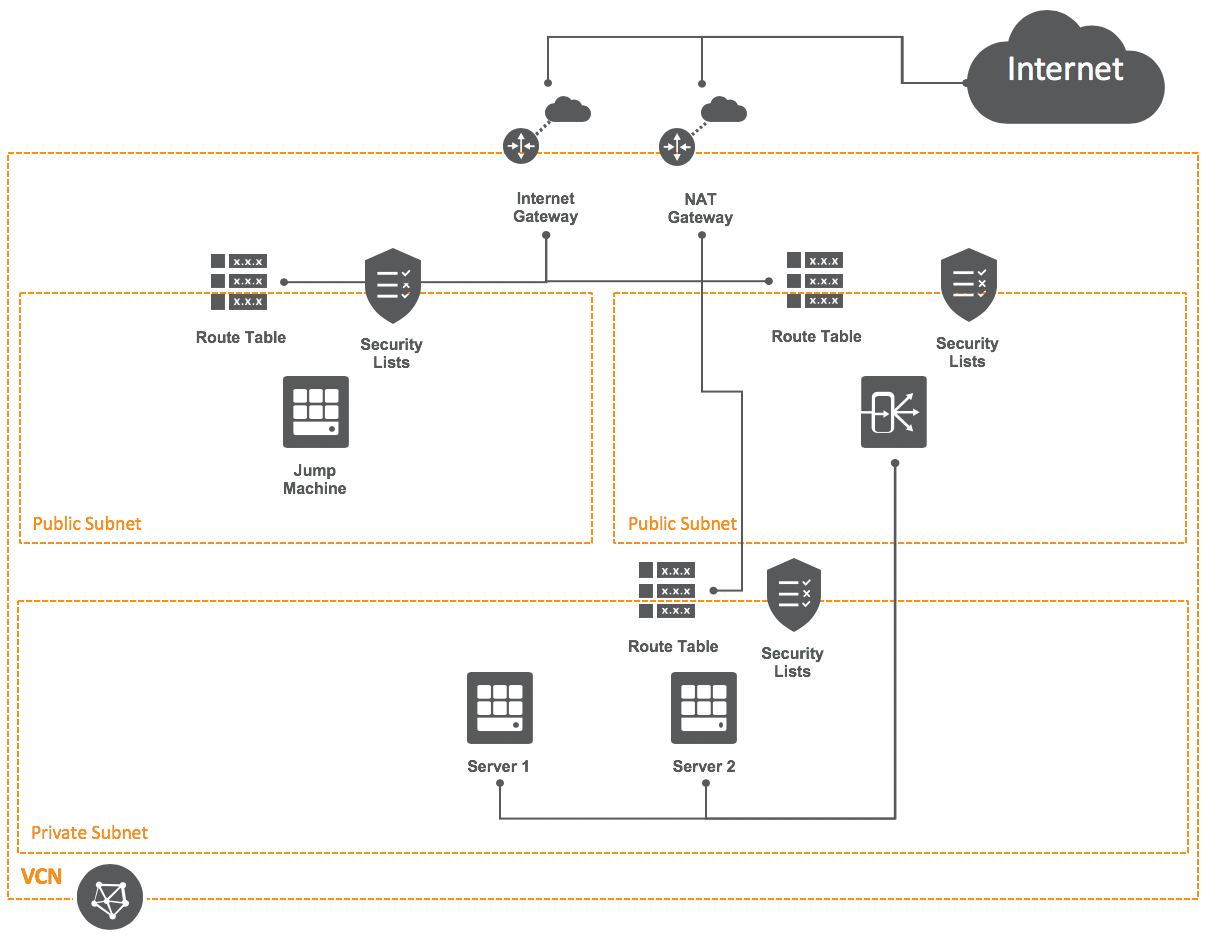 Internet
Internet
Gateway
NAT
Gateway
x.x.x
x.x.x
x.x.x
Route Table
Security
Lists
x.x.x
x.x.x
x.x.x
Route Table
Security
Lists
Jump
Machine
Public Subnet
Public Subnet
x.x.x
x.x.x
x.x.x
Route Table
Security
Lists
Server 1
Server 2
Private Subnet
VCN